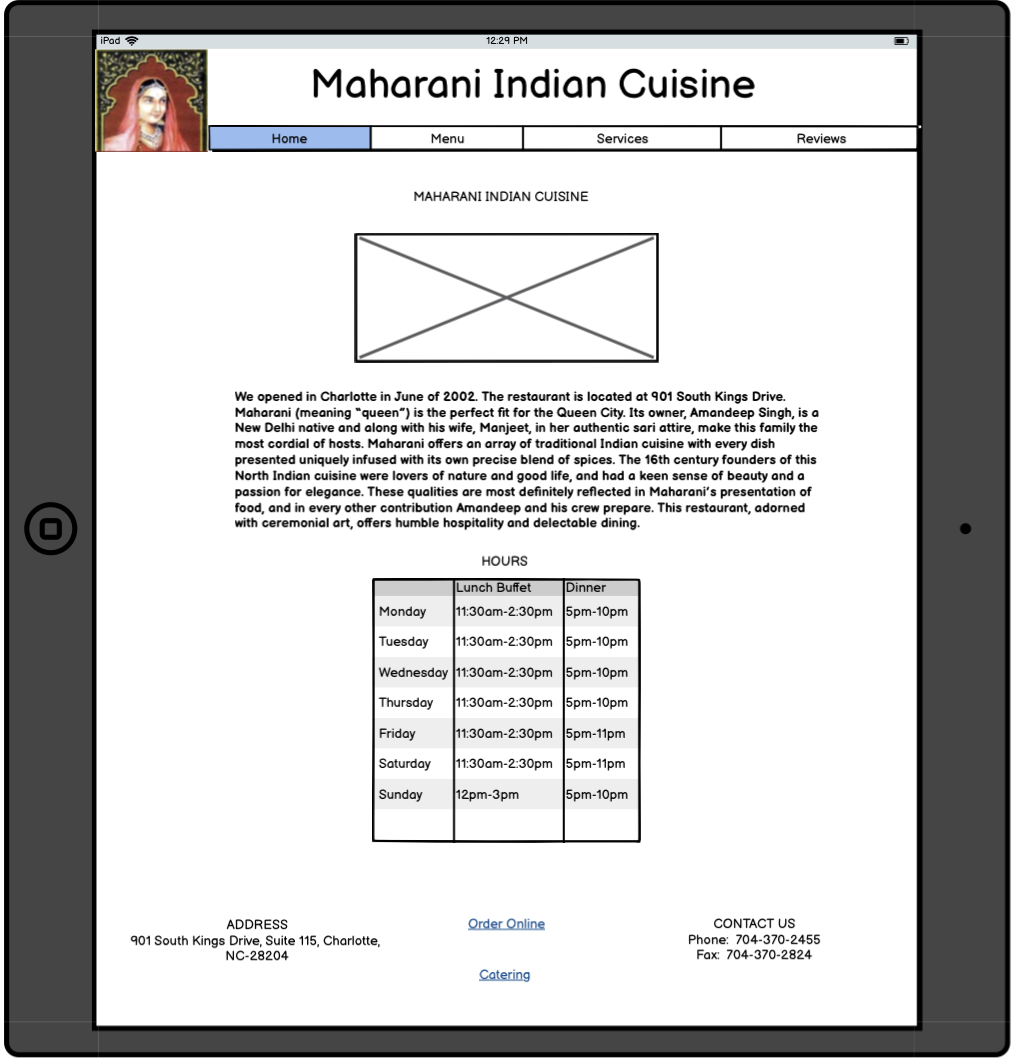 iPad 12:29 PM
Maharani Indian Cuisine
Home Menu Services Reviews
MAHARANI INDIAN CUISINE
We opened in Charlotte in June of 2002. The restaurant is located at 901 South Kings Drive.
Maharani (meaning "queen") is the perfect fit for the Queen City. Its owner, Amandeep Singh, is a
New Delhi native and along with his wife, Manjeet, in her authentic sari attire, make this family the
most cordial of hosts. Maharani offers an array of traditional Indian cuisine with every dish
presented uniquely infused with its own precise blend of spices. The 16th century founders of this
North Indian cuisine were lovers of nature and good life, and had a keen sense of beauty and a
passion for elegance. These qualities are most definitely reflected in Maharani's presentation of
food, and in every other contribution Amandeep and his crew prepare. This restaurant, adorned
with ceremonial art, offers humble hospitality and delectable dining.
HOURS
Lunch Buffet Dinner
Monday 11:30am-2:30pm 5pm-10pm
Tuesday 11:30am-2:30pm 5pm-10pm
Wednesday 11:30am-2:30pm 5pm-10pm
Thursday 11:30am-2:30pm 5pm-10pm
Friday 11:30am-2:30pm 5pm-11pm
Saturday 11:30am-2:30pm 5pm-11pm
Sunday 12pm-3pm 5pm-10pm
ADDRESS
901 South Kings Drive, Suite 115, Charlotte,
NC-28204
Order Online
Catering
CONTACT US
Phone: 704-370-2455
Fax: 704-370-2824